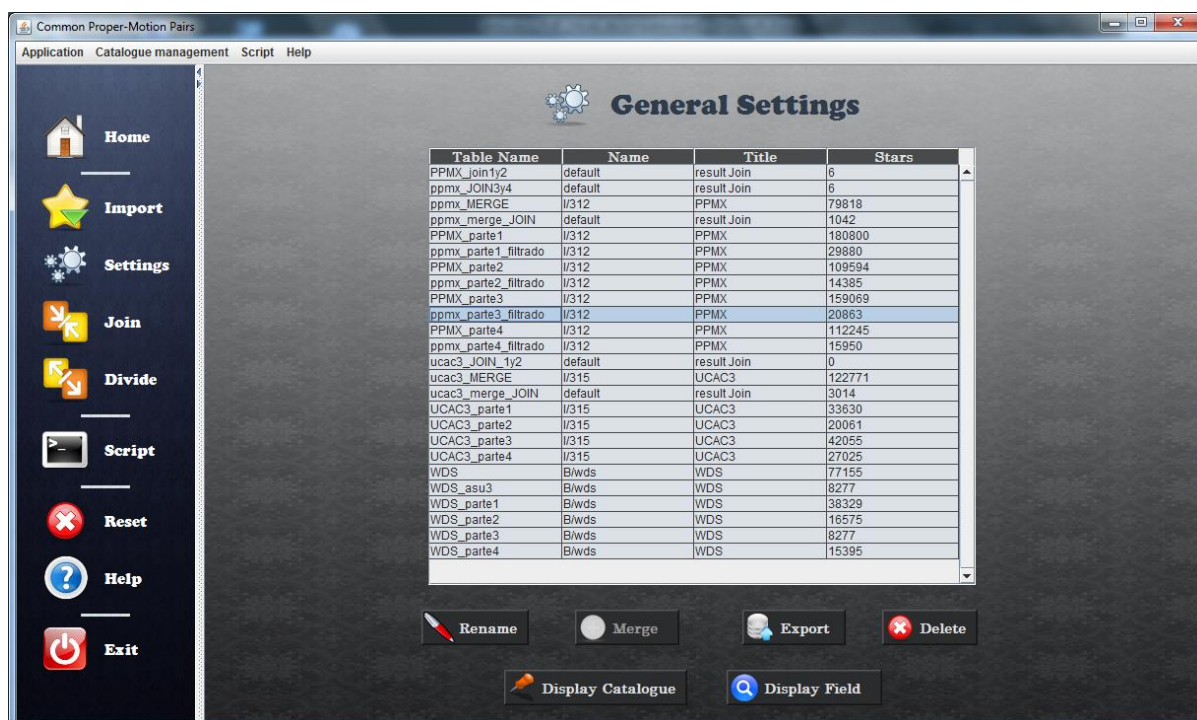 Common Proper-Motion Pairs
Application Catalogue management Script Help
Home
Import
Settings
Join
Divide
Script
Reset
Help
Exit
General Settings
Table Name Name Title Stars
PPMX_join1y2 default result Join 6
ppmx_JOIN3y4 default result Join 6
ppmx_MERGE I/312 PPMX 79818
ppmx_merge_JOIN default result Join 1042
PPMX_parte1 I/312 PPMX 180800
ppmx_parte1_filtrado I/312 PPMX 29880
PPMX_parte2 I/312 PPMX 109594
ppmx_parte2_filtrado I/312 PPMX 14385
PPMX_parte3 I/312 PPMX 159069
ppmx_parte3_filtrado I/312 PPMX 20863
PPMX_parte4 I/312 PPMX 112245
ppmx_parte4_filtrado I/312 PPMX 15950
ucac3_JOIN_1y2 default result Join 0
ucac3_MERGE I/315 UCAC3 122771
ucac3_merge_JOIN default result Join 3014
UCAC3_parte1 I/315 UCAC3 33630
UCAC3_parte2 I/315 UCAC3 20061
UCAC3_parte3 I/315 UCAC3 42055
UCAC3_parte4 I/315 UCAC3 27025
WDS B/wds WDS 77155
WDS_asu3 B/wds WDS 8277
WDS_parte1 B/wds WDS 38329
WDS_parte2 B/wds WDS 16575
WDS_parte3 B/wds WDS 8277
WDS_parte4 B/wds WDS 15395
Rename Merge Export Delete
Display Catalogue Display Field